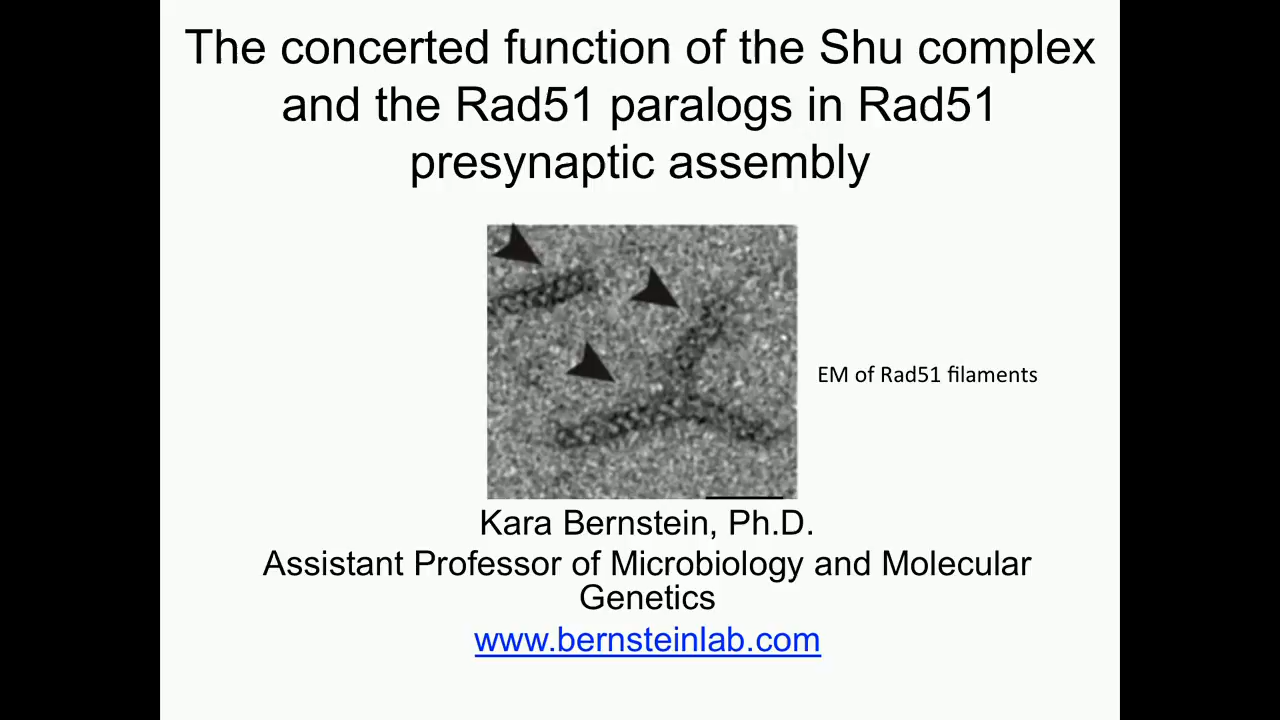 The concerted function of the Shu complex
and the Rad51 paralogs in Rad51
presynaptic assembly
EM of Rad51 filaments
Kara Bernstein, Ph.D.
Assistant Professor of Microbiology and Molecular
Genetics
www.bernsteinlab.com